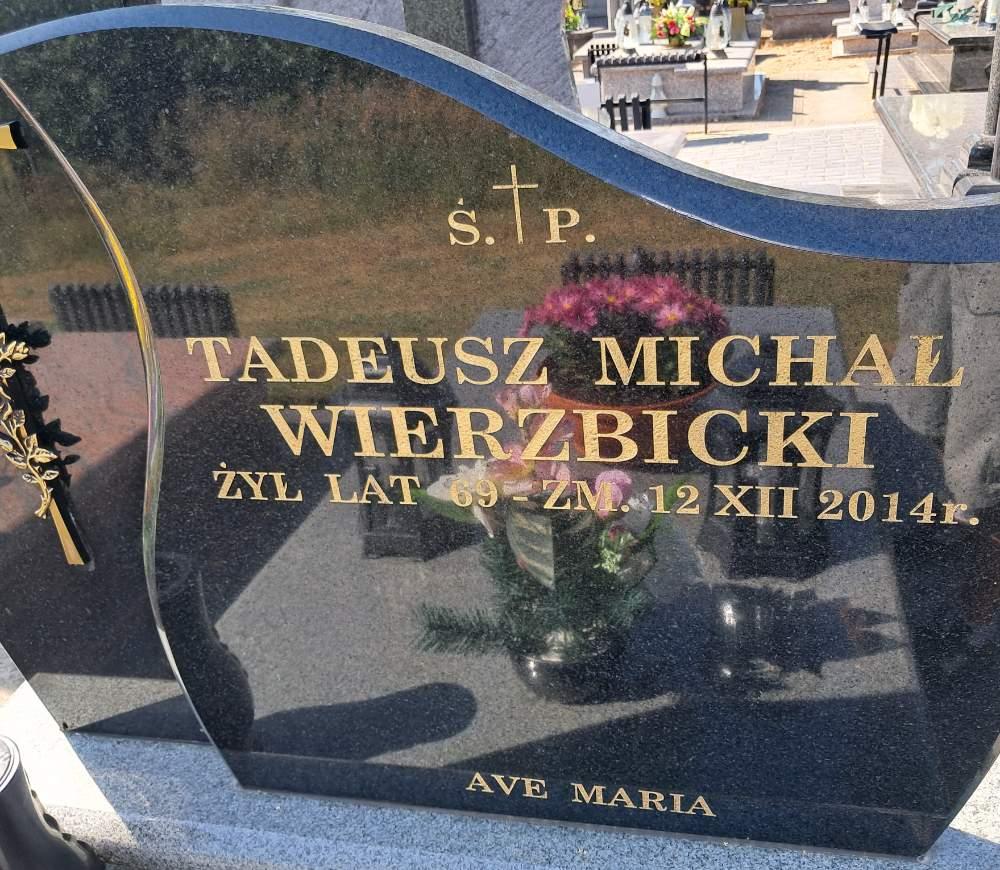 Ś. P.
TADEUSZ MICHAŁ
WIERZBICKI
ŻYŁ LAT 69 - ZM. 12 XII 2014r.
AVE MARIA